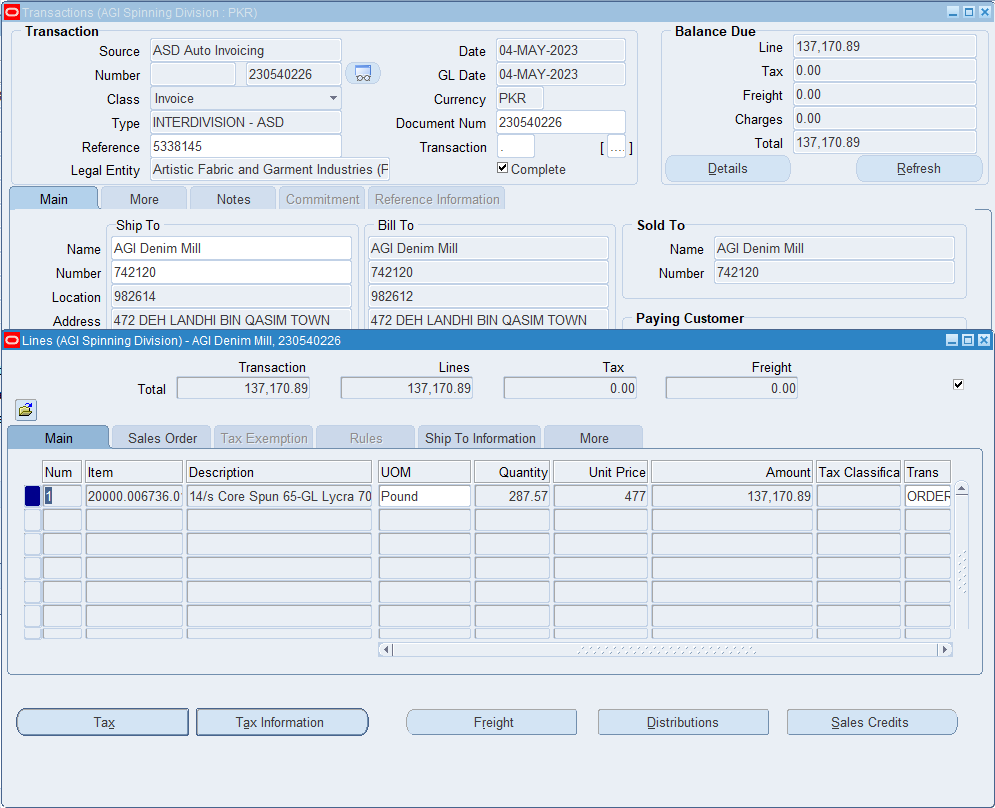 Transactions (AGI Spinning Division : PKR)
Transaction
Source ASD Auto Invoicing
Number 230540226
Class Invoice
Type INTERDIVISION - ASD
Reference 5338145
Legal Entity Artistic Fabric and Garment Industries (F
Date 04-MAY-2023
GL Date 04-MAY-2023
Currency PKR
Document Num 230540226
Transaction . [ .... ]
Complete
Balance Due
Line 137,170.89
Tax 0.00
Freight 0.00
Charges 0.00
Total 137,170.89
Details Refresh
Main More Notes Commitment Reference Information
Ship To
Name AGI Denim Mill
Number 742120
Location 982614
Address 472 DEH LANDHI BIN QASIM TOWN
Bill To
AGI Denim Mill
742120
982612
472 DEH LANDHI BIN QASIM TOWN
Sold To
Name AGI Denim Mill
Number 742120
Paying Customer
Lines (AGI Spinning Division) - AGI Denim Mill, 230540226
Transaction Lines Tax Freight
Total 137,170.89 137,170.89 0.00 0.00
Main Sales Order Tax Exemption Rules Ship To Information More
Num Item Description UOM Quantity Unit Price Amount Tax Classifica Trans
1 20000.006736.0 14/s Core Spun 65-GL Lycra 70 Pound 287.57 477 137,170.89 ORDER
Tax Tax Information Freight Distributions Sales Credits